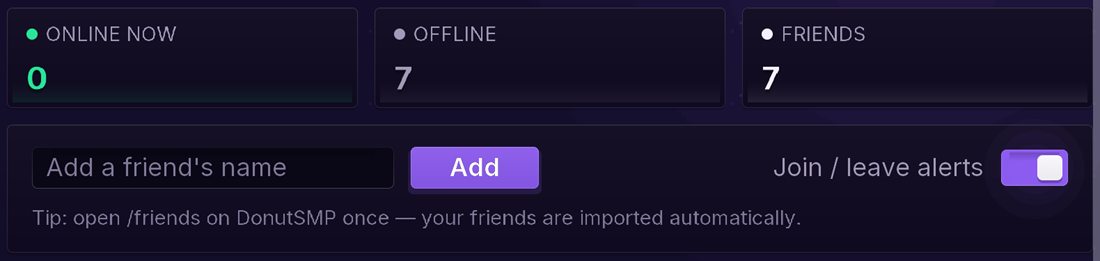 ONLINE NOW
0
OFFLINE
7
FRIENDS
7
Add a friend's name
Add
Join / leave alerts
Tip: open /friends on DonutSMP once — your friends are imported automatically.